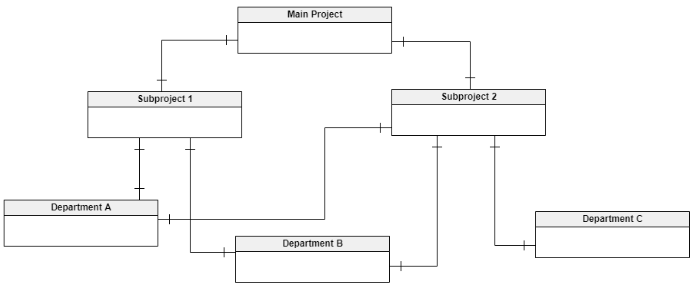 Main Project
Subproject 1
Subproject 2
Department A
Department B
Department C